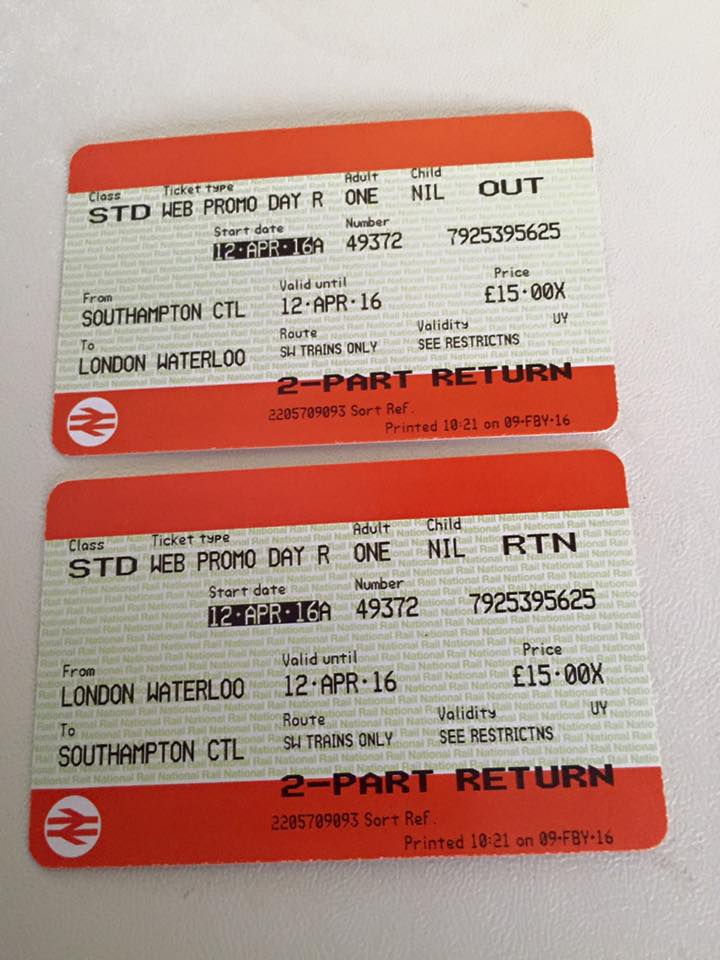 Class Ticket type Adult Child
STD WEB PROMO DAY R ONE NIL OUT
Start date Number
12·APR·16A 49372 7925395625
From Valid until Price
SOUTHAMPTON CTL 12·APR·16 £15·00X
To Route Validity UY
LONDON WATERLOO SW TRAINS ONLY SEE RESTRICTNS
2-PART RETURN
2205709093 Sort Ref.
Printed 10:21 on 09-FBY-16
Class Ticket type Adult Child
STD WEB PROMO DAY R ONE NIL RTN
Start date Number
12·APR·16A 49372 7925395625
From Valid until Price
LONDON WATERLOO 12·APR·16 £15·00X
To Route Validity UY
SOUTHAMPTON CTL SW TRAINS ONLY SEE RESTRICTNS
2-PART RETURN
2205709093 Sort Ref.
Printed 10:21 on 09-FBY-16